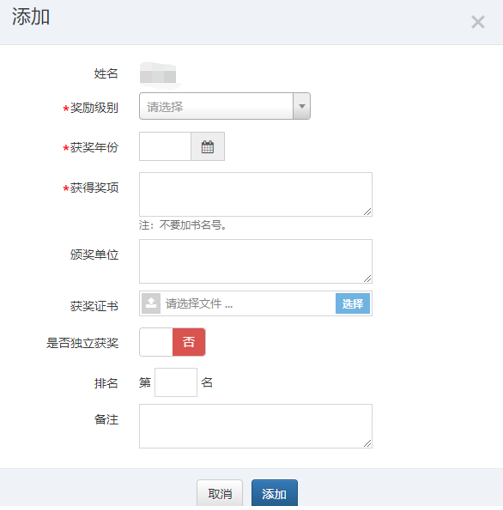 添加
×
姓名
*奖励级别 请选择
*获奖年份
*获得奖项
注：不要加书名号。
颁奖单位
获奖证书 请选择文件 ... 选择
是否独立获奖 否
排名 第 名
备注
取消 添加